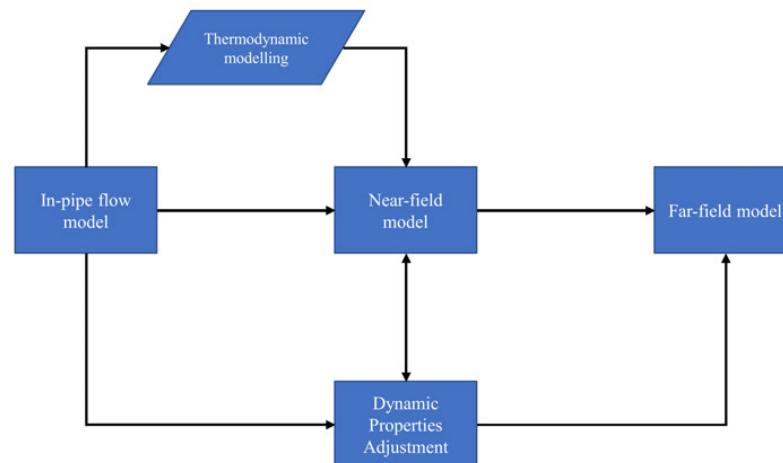 Thermodynamic
modelling
In-pipe flow
model
Near-field
model
Far-field model
Dynamic
Properties
Adjustment